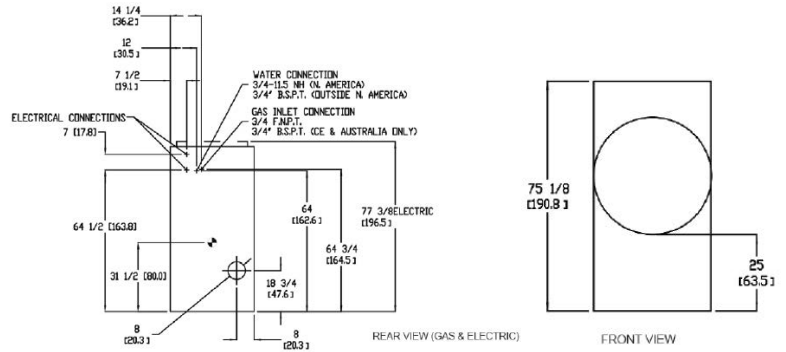 14 1/4
[36.2]
12
[30.5]
7 1/2
[19.1]
WATER CONNECTION
3/4-11.5 NH (N. AMERICA)
3/4" B.S.P.T. (OUTSIDE N. AMERICA)
GAS INLET CONNECTION
3/4 F.N.P.T.
3/4" B.S.P.T. (CE & AUSTRALIA ONLY)
ELECTRICAL CONNECTIONS
7 [17.8]
64 1/2 [163.8]
31 1/2 [80.0]
64
[162.6]
77 3/8ELECTRIC
[196.5]
64 3/4
[164.5]
18 3/4
[47.6]
8
[20.3]
8
[20.3]
REAR VIEW (GAS & ELECTRIC)
75 1/8
[190.8]
25
[63.5]
FRONT VIEW